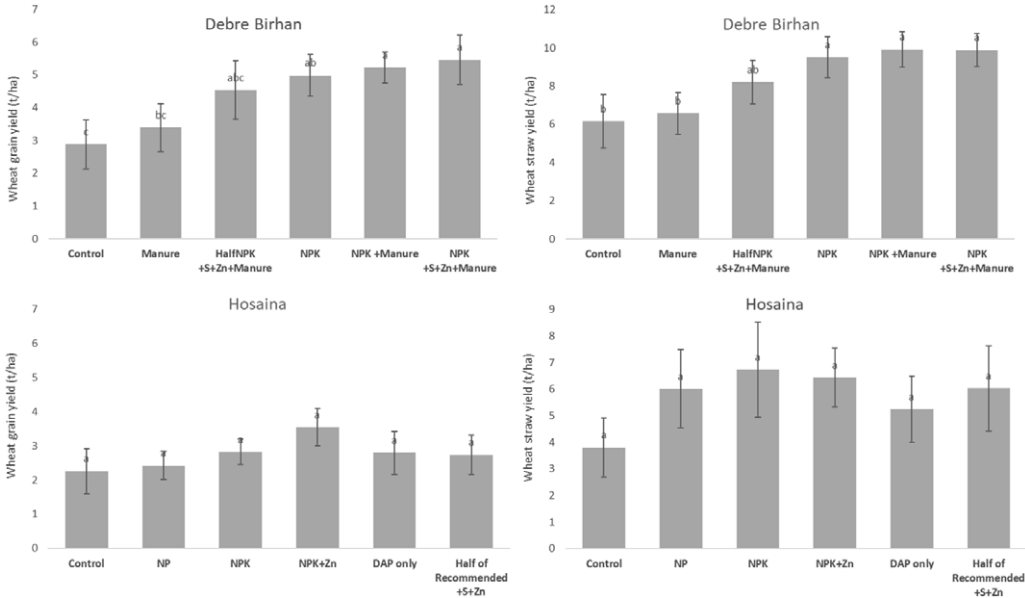 Debre Birhan
Wheat grain yield (t/ha)
7
6
5
4
3
2
1
0
c
bc
abc
ab
a
a
Control
Manure
HalfNPK
+S+Zn+Manure
NPK
NPK +Manure
NPK
+S+Zn+Manure
Debre Birhan
Wheat straw yield (t/ha)
12
10
8
6
4
2
0
b
b
ab
a
a
a
Control
Manure
HalfNPK
+S+Zn+Manure
NPK
NPK +Manure
NPK
+S+Zn+Manure
Hosaina
Wheat grain yield (t/ha)
7
6
5
4
3
2
1
0
a
a
a
a
a
a
Control
NP
NPK
NPK+Zn
DAP only
Half of
Recommended
+S+Zn
Hosaina
Wheat straw yield (t/ha)
9
8
7
6
5
4
3
2
1
0
a
a
a
a
a
a
Control
NP
NPK
NPK+Zn
DAP only
Half of
Recommended
+S+Zn